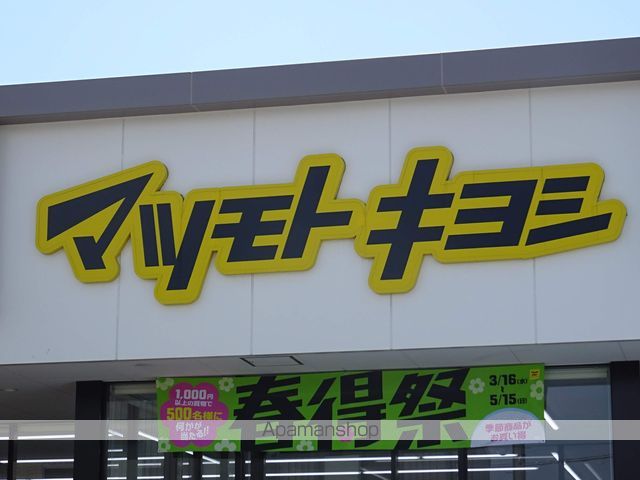 マツモトキヨシ
1,000円
以上の買物で
500名様に
何かが
当たる!!
春得祭
3/16(水)
~
5/15(日)
季節商品が
お買い得
Apamanshop